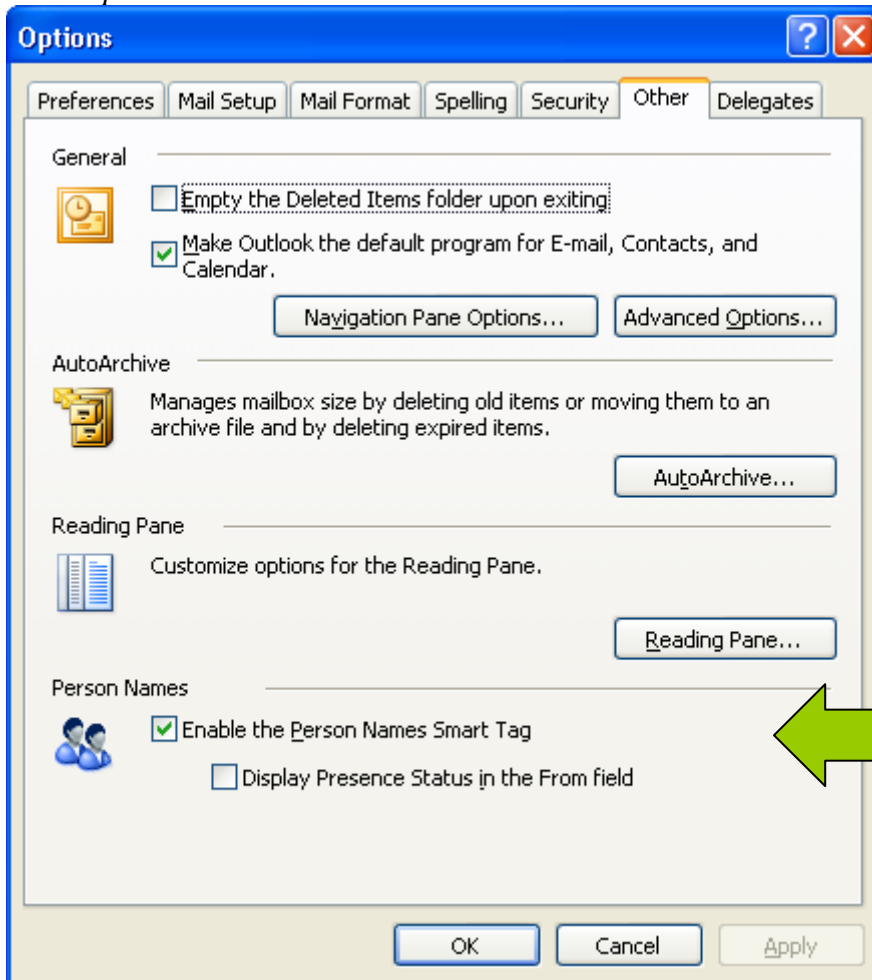 Options
Preferences Mail Setup Mail Format Spelling Security Other Delegates
General
Empty the Deleted Items folder upon exiting
Make Outlook the default program for E-mail, Contacts, and
Calendar.
Navigation Pane Options... Advanced Options...
AutoArchive
Manages mailbox size by deleting old items or moving them to an
archive file and by deleting expired items.
AutoArchive...
Reading Pane
Customize options for the Reading Pane.
Reading Pane...
Person Names
Enable the Person Names Smart Tag
Display Presence Status in the From field
OK Cancel Apply